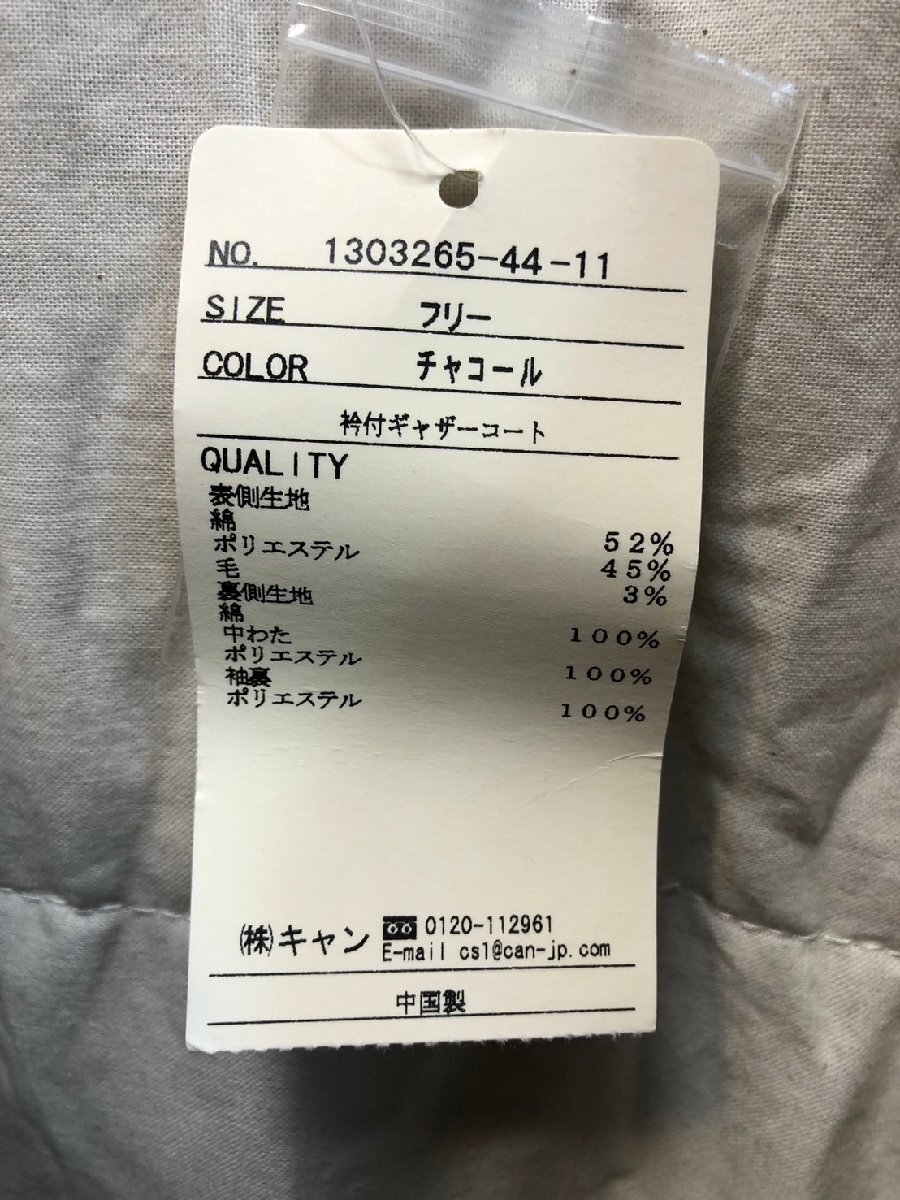 NO. 1303265-44-11
SIZE フリー
COLOR チャコール
衿付ギャザーコート
QUALITY
表側生地
綿 52%
ポリエステル 45%
毛 3%
裏側生地
綿 100%
中わた
ポリエステル 100%
袖裏
ポリエステル 100%
㈱キャン 0120-112961
E-mail cs1@can-jp.com
中国製